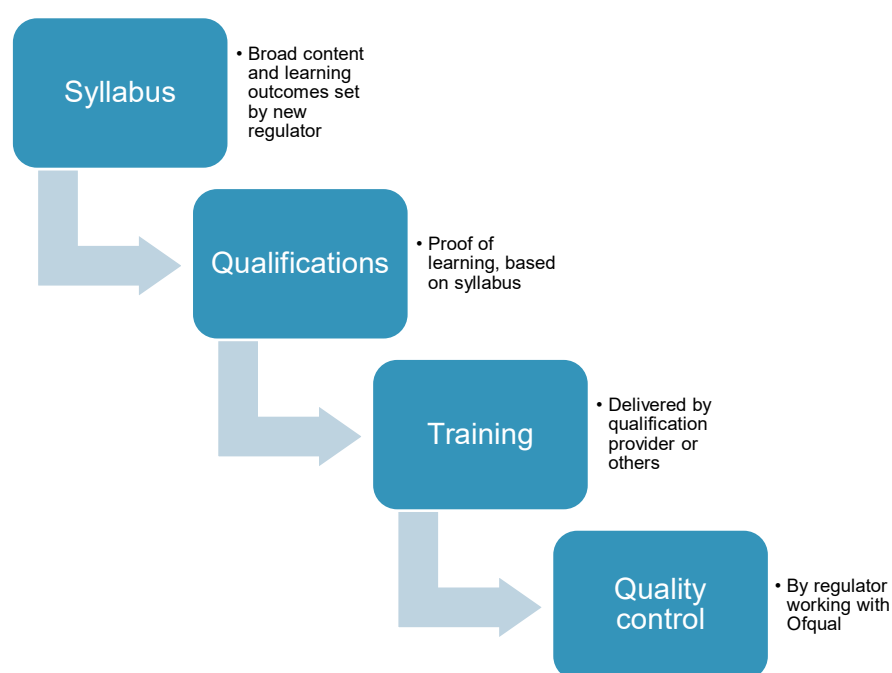 Syllabus
• Broad content
and learning
outcomes set
by new
regulator
Qualifications
• Proof of
learning, based
on syllabus
Training
• Delivered by
qualification
provider or
others
Quality
control
• By regulator
working with
Ofqual